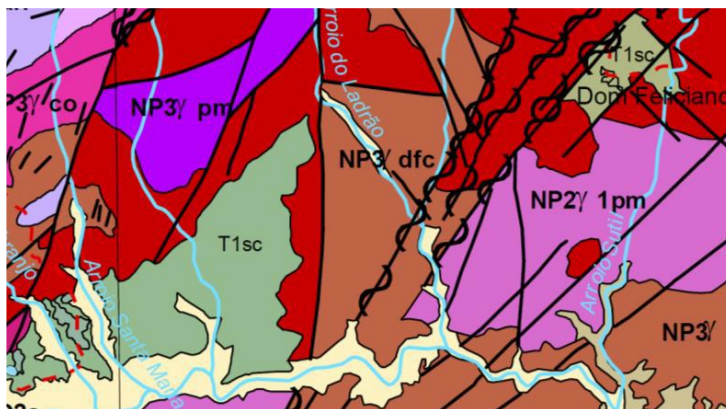 Arroio do Ladrão
T1sc
Dom Feliciano
P3γ co
NP3γ pm
NP3γ dfc
NP2γ 1pm
T1sc
Arroio Sutil
Arroio Santa Maria
NP3γ